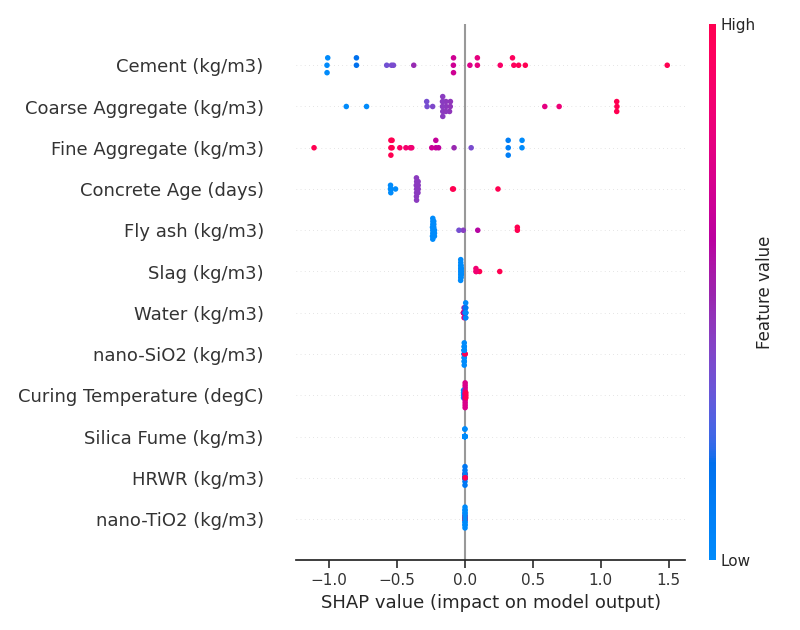 High
Cement (kg/m3)
Coarse Aggregate (kg/m3)
Fine Aggregate (kg/m3)
Concrete Age (days)
Fly ash (kg/m3)
Slag (kg/m3)
Water (kg/m3)
nano-SiO2 (kg/m3)
Curing Temperature (degC)
Silica Fume (kg/m3)
HRWR (kg/m3)
nano-TiO2 (kg/m3)
Feature value
Low
−1.0 −0.5 0.0 0.5 1.0 1.5
SHAP value (impact on model output)